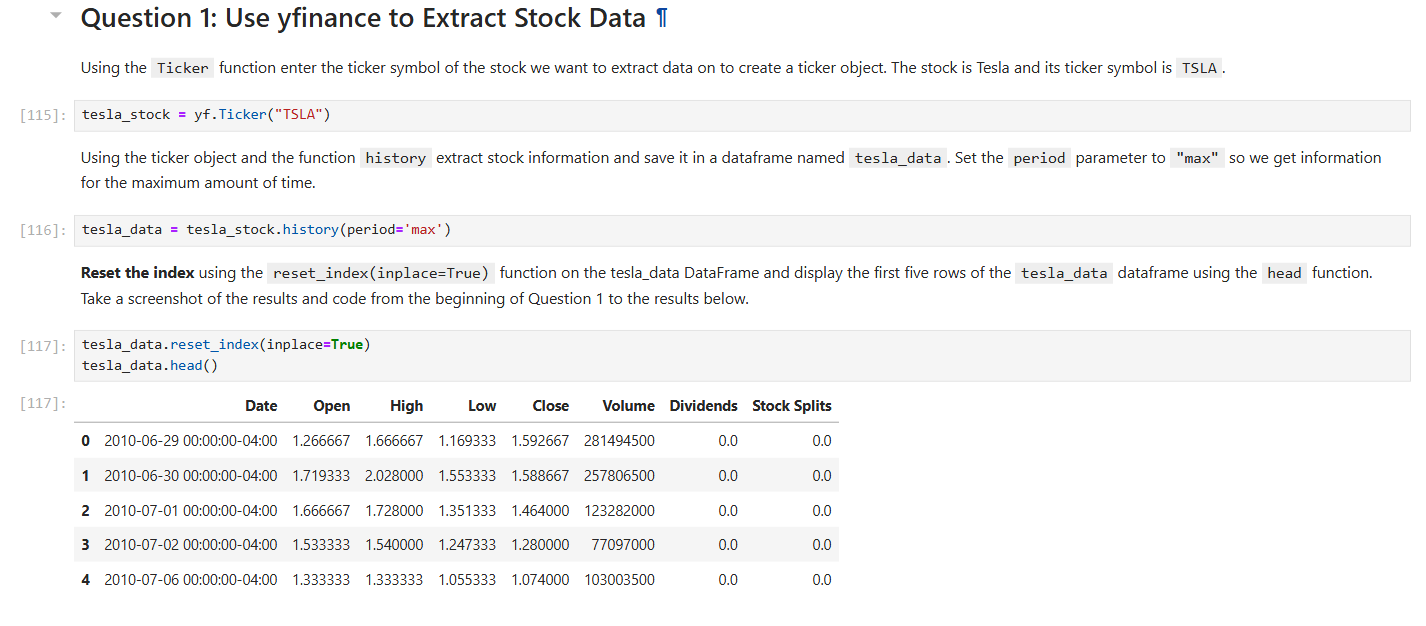 Question 1: Use yfinance to Extract Stock Data ¶
Using the Ticker function enter the ticker symbol of the stock we want to extract data on to create a ticker object. The stock is Tesla and its ticker symbol is TSLA .
[115]: tesla_stock = yf.Ticker("TSLA")
Using the ticker object and the function history extract stock information and save it in a dataframe named tesla_data . Set the period parameter to "max" so we get information
for the maximum amount of time.
[116]: tesla_data = tesla_stock.history(period='max')
Reset the index using the reset_index(inplace=True) function on the tesla_data DataFrame and display the first five rows of the tesla_data dataframe using the head function.
Take a screenshot of the results and code from the beginning of Question 1 to the results below.
[117]: tesla_data.reset_index(inplace=True)
tesla_data.head()
[117]: Date Open High Low Close Volume Dividends Stock Splits
0 2010-06-29 00:00:00-04:00 1.266667 1.666667 1.169333 1.592667 281494500 0.0 0.0
1 2010-06-30 00:00:00-04:00 1.719333 2.028000 1.553333 1.588667 257806500 0.0 0.0
2 2010-07-01 00:00:00-04:00 1.666667 1.728000 1.351333 1.464000 123282000 0.0 0.0
3 2010-07-02 00:00:00-04:00 1.533333 1.540000 1.247333 1.280000 77097000 0.0 0.0
4 2010-07-06 00:00:00-04:00 1.333333 1.333333 1.055333 1.074000 103003500 0.0 0.0